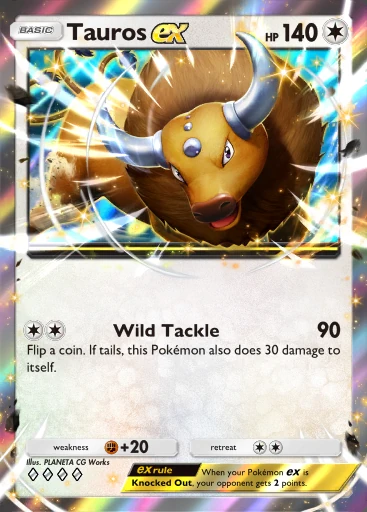 BASIC Tauros ex HP 140
Wild Tackle 90
Flip a coin. If tails, this Pokémon also does 30 damage to
itself.
weakness +20 retreat
Illus. PLANETA CG Works
ex rule When your Pokémon ex is
Knocked Out, your opponent gets 2 points.